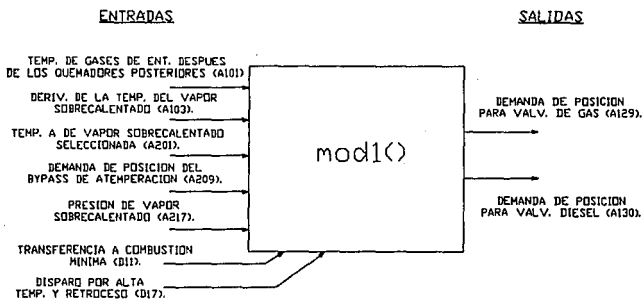 ENTRADAS
SALIDAS
TEMP. DE GASES DE ENT. DESPUES
DE LOS QUEMADORES POSTERIORES (A101)
DERIV. DE LA TEMP. DEL VAPOR
SOBRECALENTADO (A103).
TEMP. A DE VAPOR SOBRECALENTADO
SELECCIONADA (A201).
DEMANDA DE POSICION DEL
BYPASS DE ATEMPERACION (A209).
PRESION DE VAPOR
SOBRECALENTADO (A217).
TRANSFERENCIA A COMBUSTION
MINIMA (D11).
DISPARO POR ALTA
TEMP. Y RETROCESO (D17).
mod1()
DEMANDA DE POSICION
PARA VALV. DE GAS (A129).
DEMANDA DE POSICION
PARA VALV. DIESEL (A130).